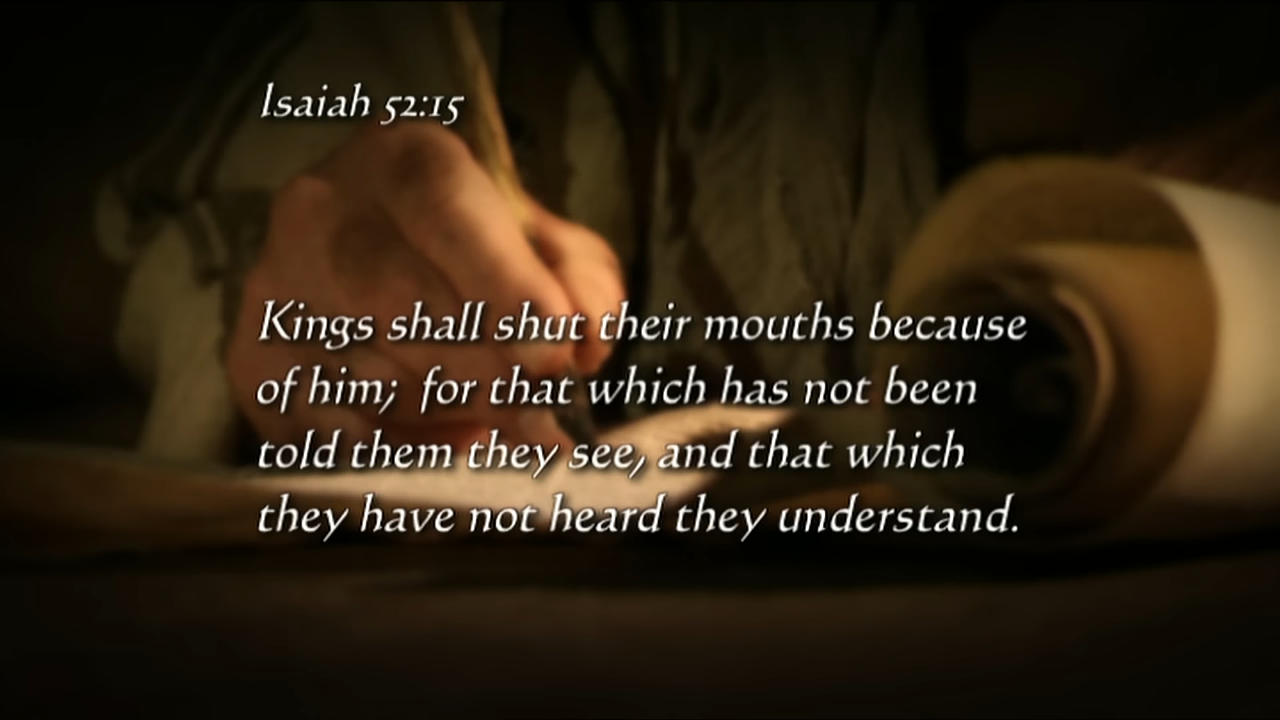 Isaiah 52:15
Kings shall shut their mouths because
of him; for that which has not been
told them they see, and that which
they have not heard they understand.